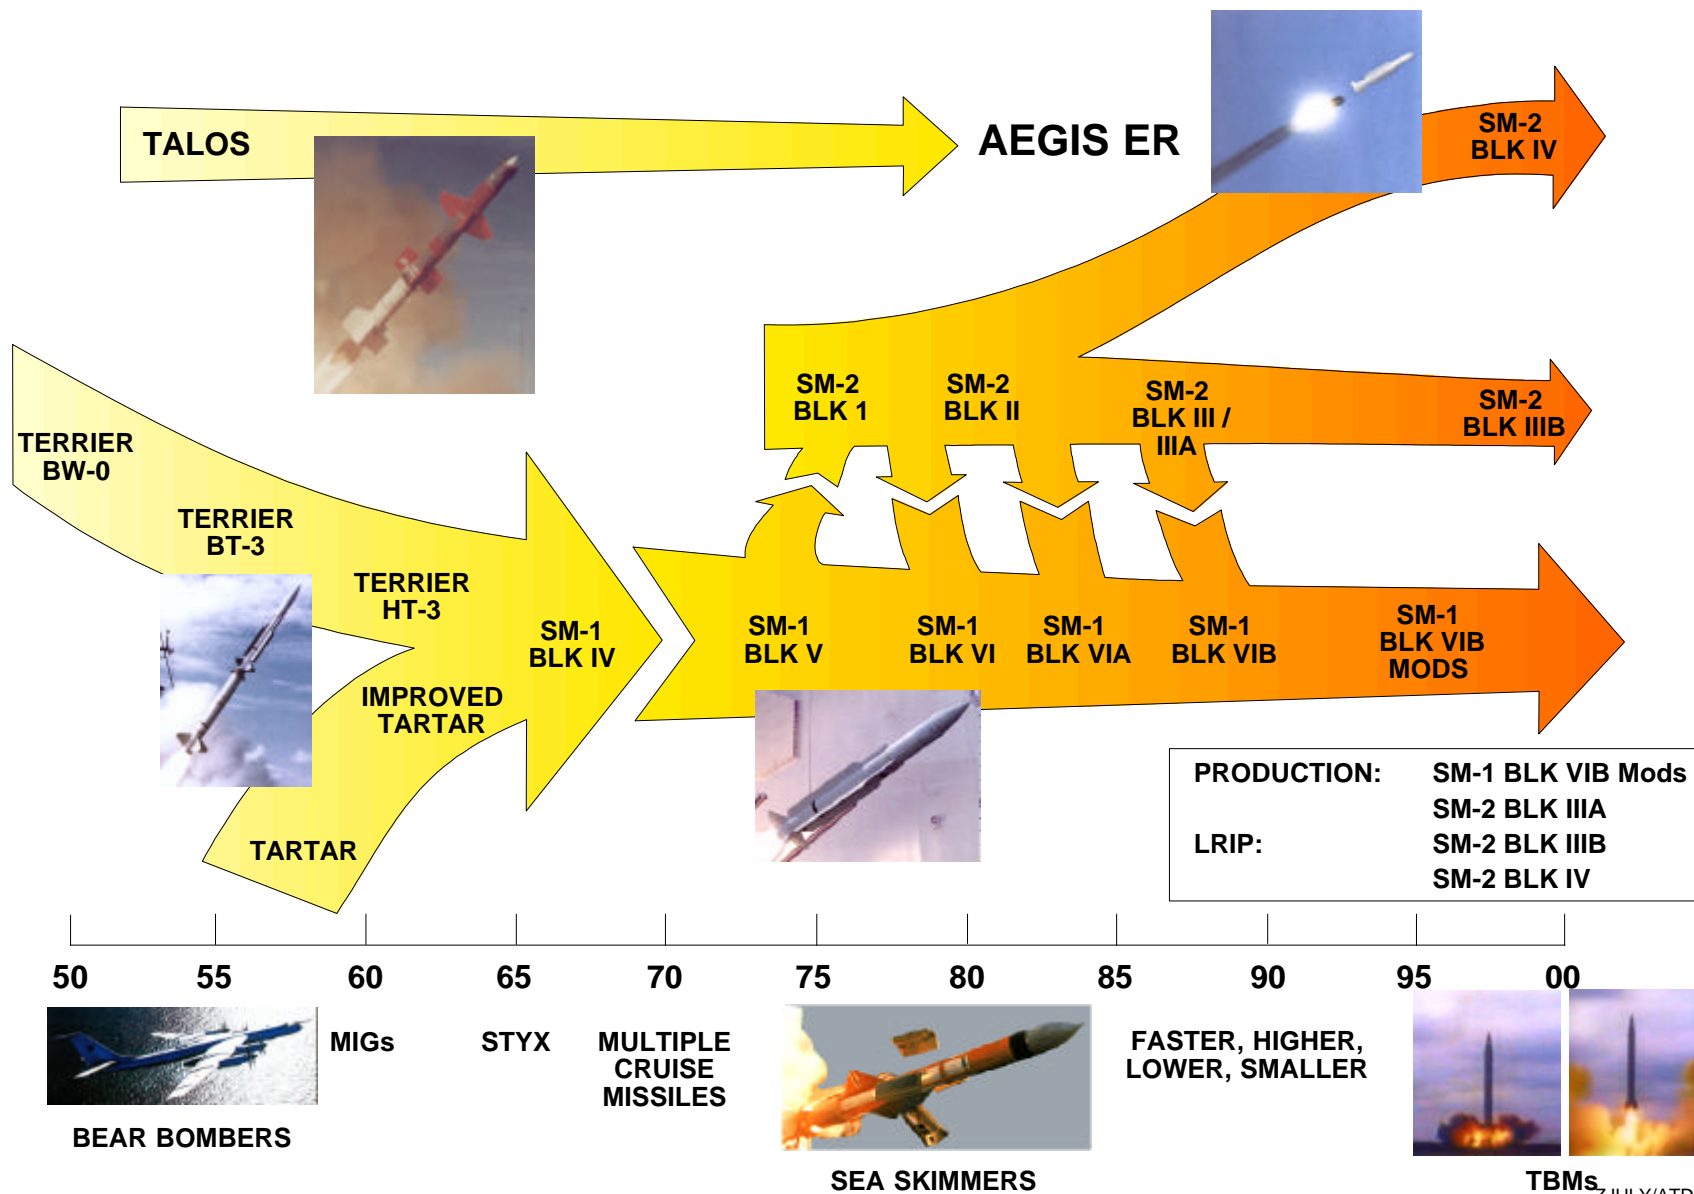 TALOS
AEGIS ER
SM-2
BLK IV
SM-2
BLK 1
SM-2
BLK II
SM-2
BLK III /
IIIA
SM-2
BLK IIIB
TERRIER
BW-0
TERRIER
BT-3
TERRIER
HT-3
SM-1
BLK IV
IMPROVED
TARTAR
TARTAR
SM-1
BLK V
SM-1
BLK VI
SM-1
BLK VIA
SM-1
BLK VIB
SM-1
BLK VIB
MODS
PRODUCTION: SM-1 BLK VIB Mods
SM-2 BLK IIIA
LRIP: SM-2 BLK IIIB
SM-2 BLK IV
50 55 60 65 70 75 80 85 90 95 00
BEAR BOMBERS
MIGs
STYX
MULTIPLE
CRUISE
MISSILES
SEA SKIMMERS
FASTER, HIGHER,
LOWER, SMALLER
TBMs